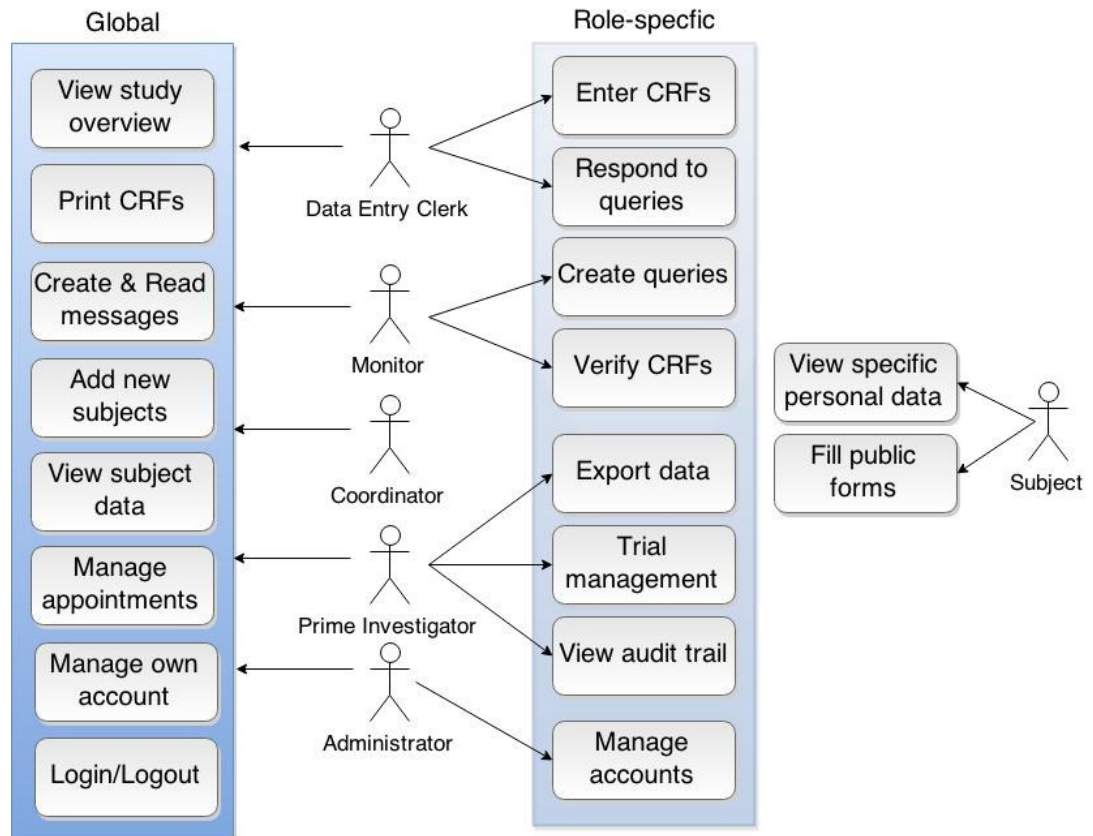 Global
View study
overview
Print CRFs
Create & Read
messages
Add new
subjects
View subject
data
Manage
appointments
Manage own
account
Login/Logout
Data Entry Clerk
Monitor
Coordinator
Prime Investigator
Administrator
Role-specfic
Enter CRFs
Respond to
queries
Create queries
Verify CRFs
Export data
Trial
management
View audit trail
Manage
accounts
View specific
personal data
Fill public
forms
Subject